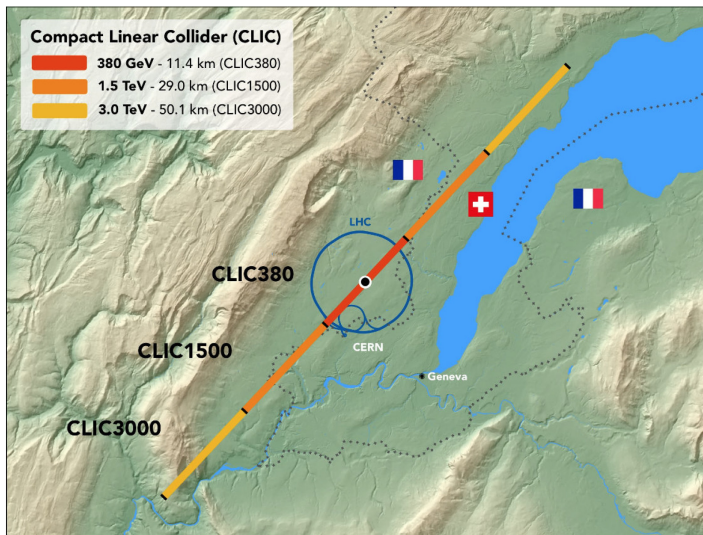 Compact Linear Collider (CLIC)
380 GeV - 11.4 km (CLIC380)
1.5 TeV - 29.0 km (CLIC1500)
3.0 TeV - 50.1 km (CLIC3000)
LHC
CLIC380
CLIC1500
CERN
Geneva
CLIC3000